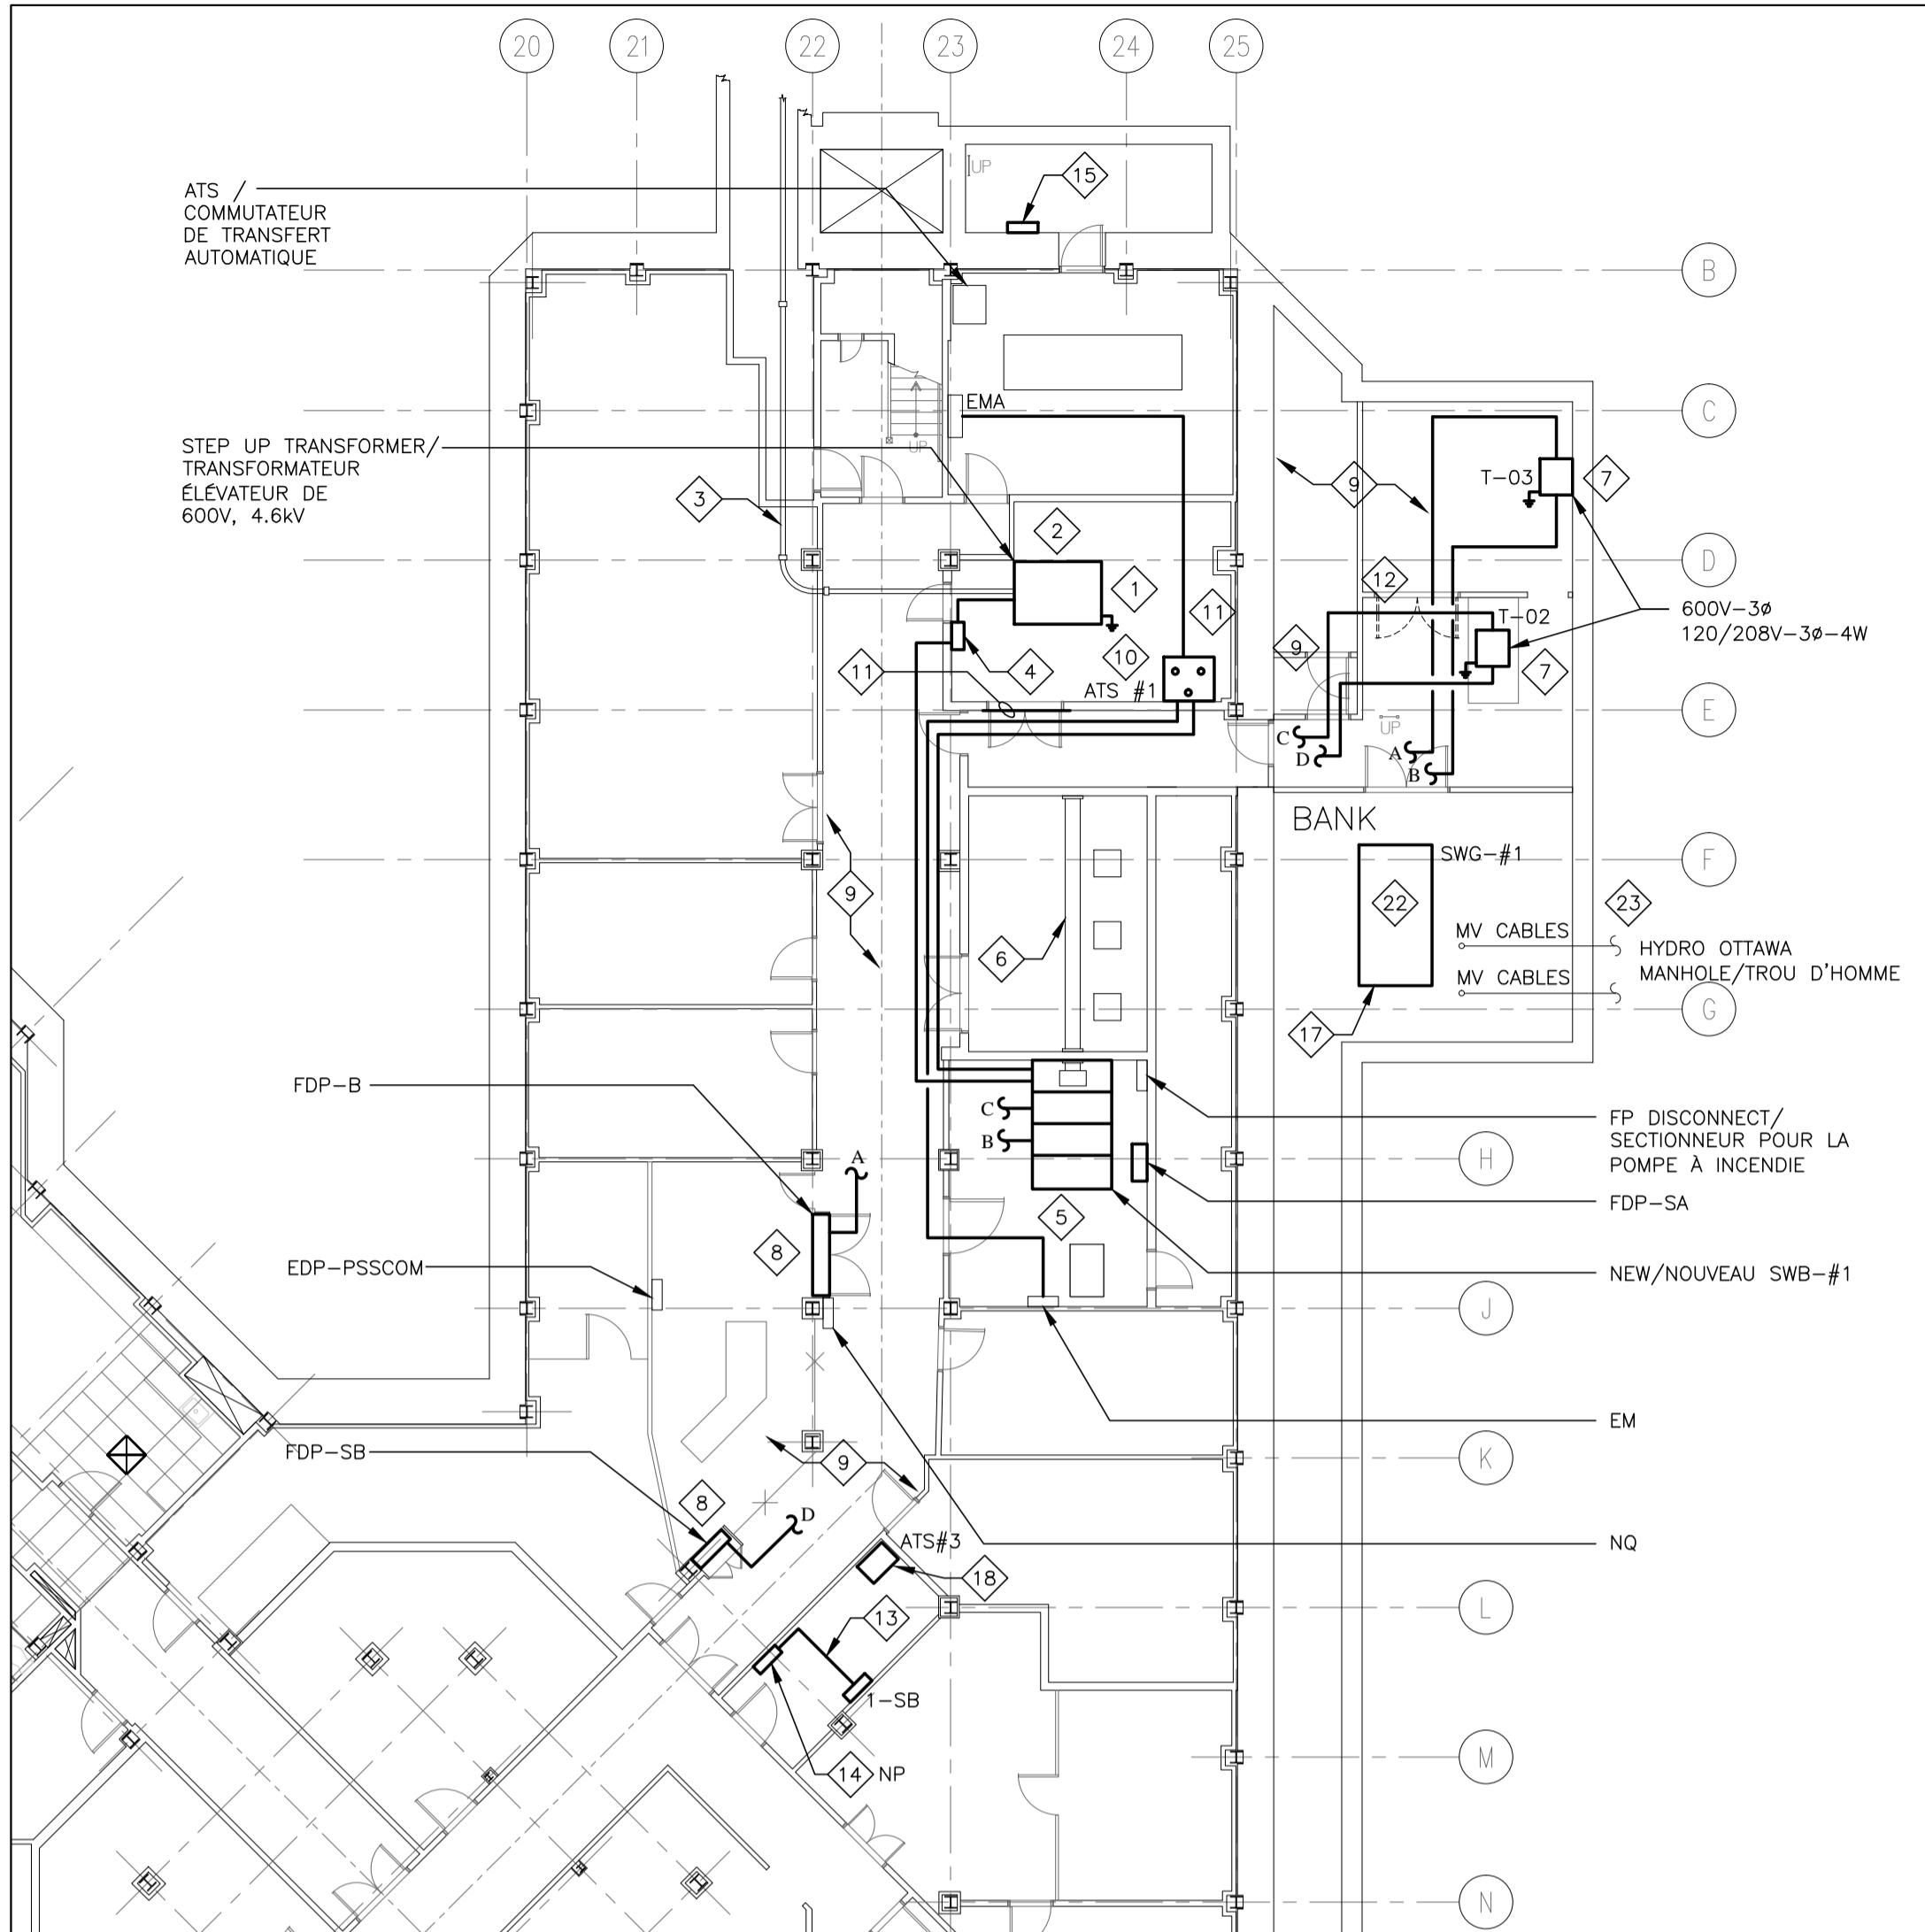 20
21
22
23
24
25
ATS /
COMMUTATEUR
DE TRANSFERT
AUTOMATIQUE
UP
15
B
EMA
C
STEP UP TRANSFORMER/
TRANSFORMATEUR
ÉLÉVATEUR DE
600V, 4.6kV
UP
3
9
T-03
7
2
D
12
1
11
600V-3ø
120/208V-3ø-4W
T-02
9
10
4
11
7
ATS #1
E
UP
C
D
A
B
BANK
SWG-#1
F
9
22
23
MV CABLES
HYDRO OTTAWA
MANHOLE/TROU D'HOMME
MV CABLES
6
G
17
FDP-B
C
B
FP DISCONNECT/
SECTIONNEUR POUR LA
POMPE À INCENDIE
H
A
FDP-SA
5
8
EDP-PSSCOM
NEW/NOUVEAU SWB-#1
J
EM
FDP-SB
9
K
8
D
ATS#3
NQ
18
13
L
1-SB
14
NP
M
N